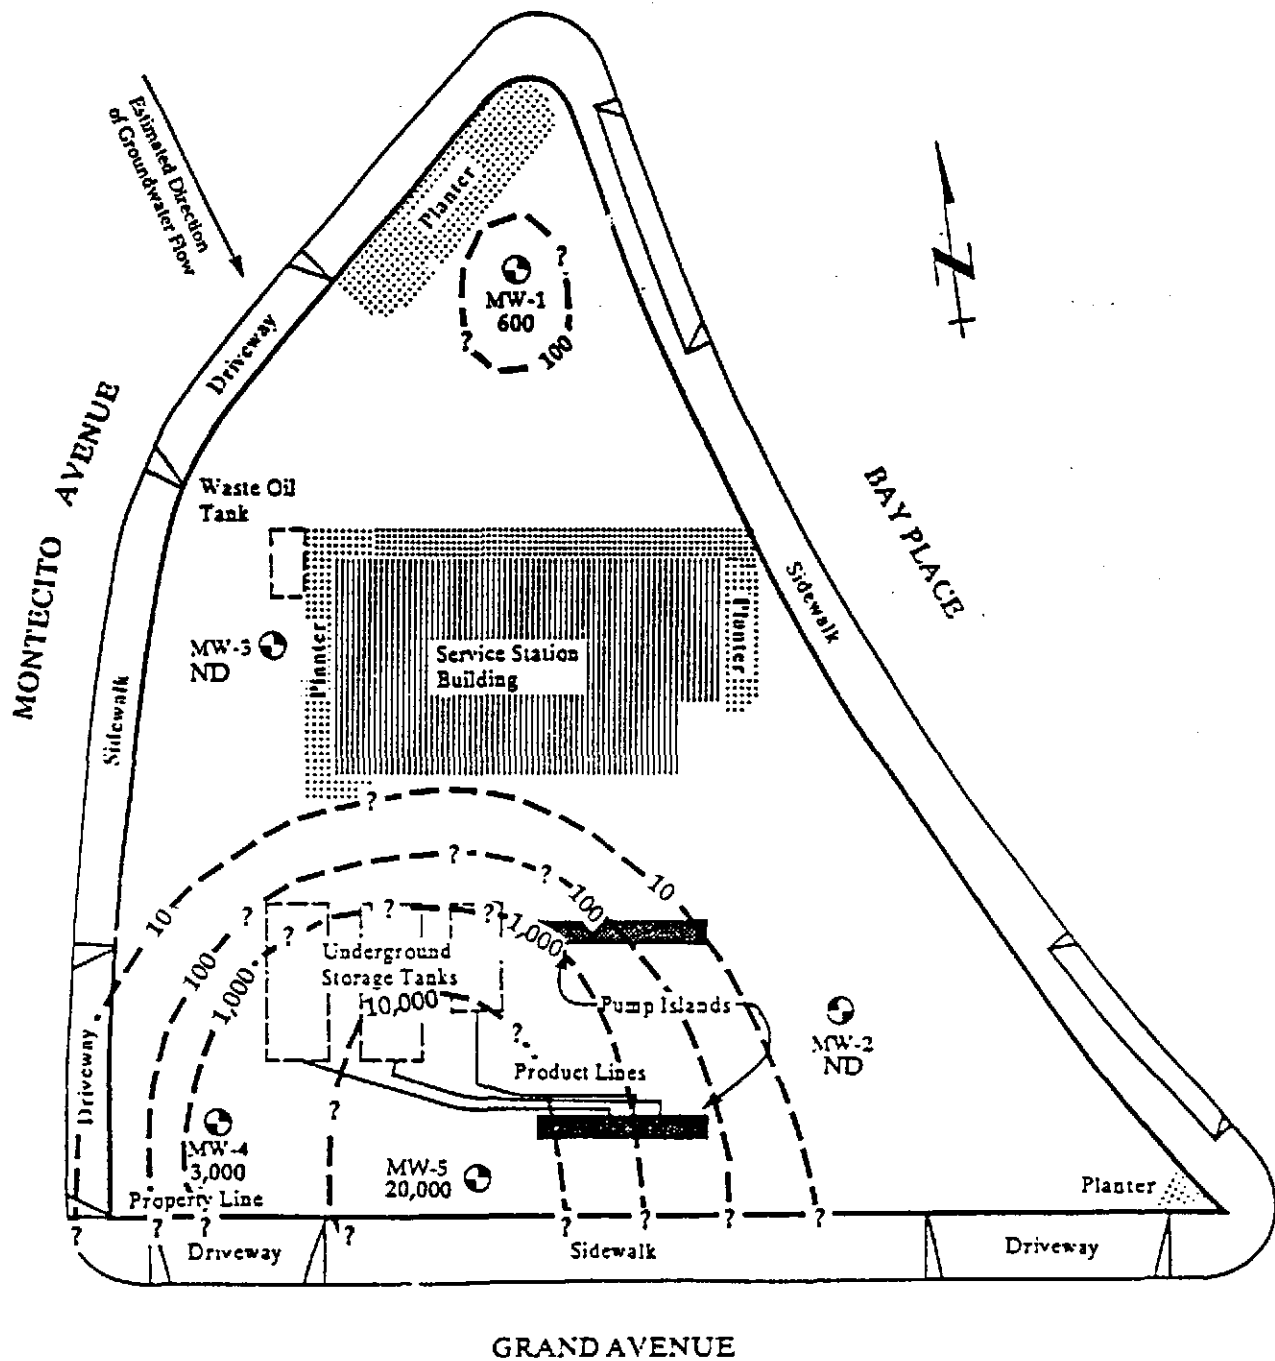 Estimated Direction
of Groundwater Flow
Planter
?
MW-1
600
?
100
N
Driveway
MONTECITO AVENUE
BAY PLACE
Waste Oil
Tank
Sidewalk
Planter
Planter
MW-3
ND
Service Station
Building
Sidewalk
?
?
?
10
10
100
?
?
?
?
1,000
100
1,000
Underground
Storage Tanks
10,000
Pump Islands
?
MW-2
ND
Product Lines
Driveway
?
MW-4
3,000
MW-5
20,000
Property Line
Planter
?
?
?
?
?
?
?
?
Driveway
Sidewalk
Driveway
GRAND AVENUE